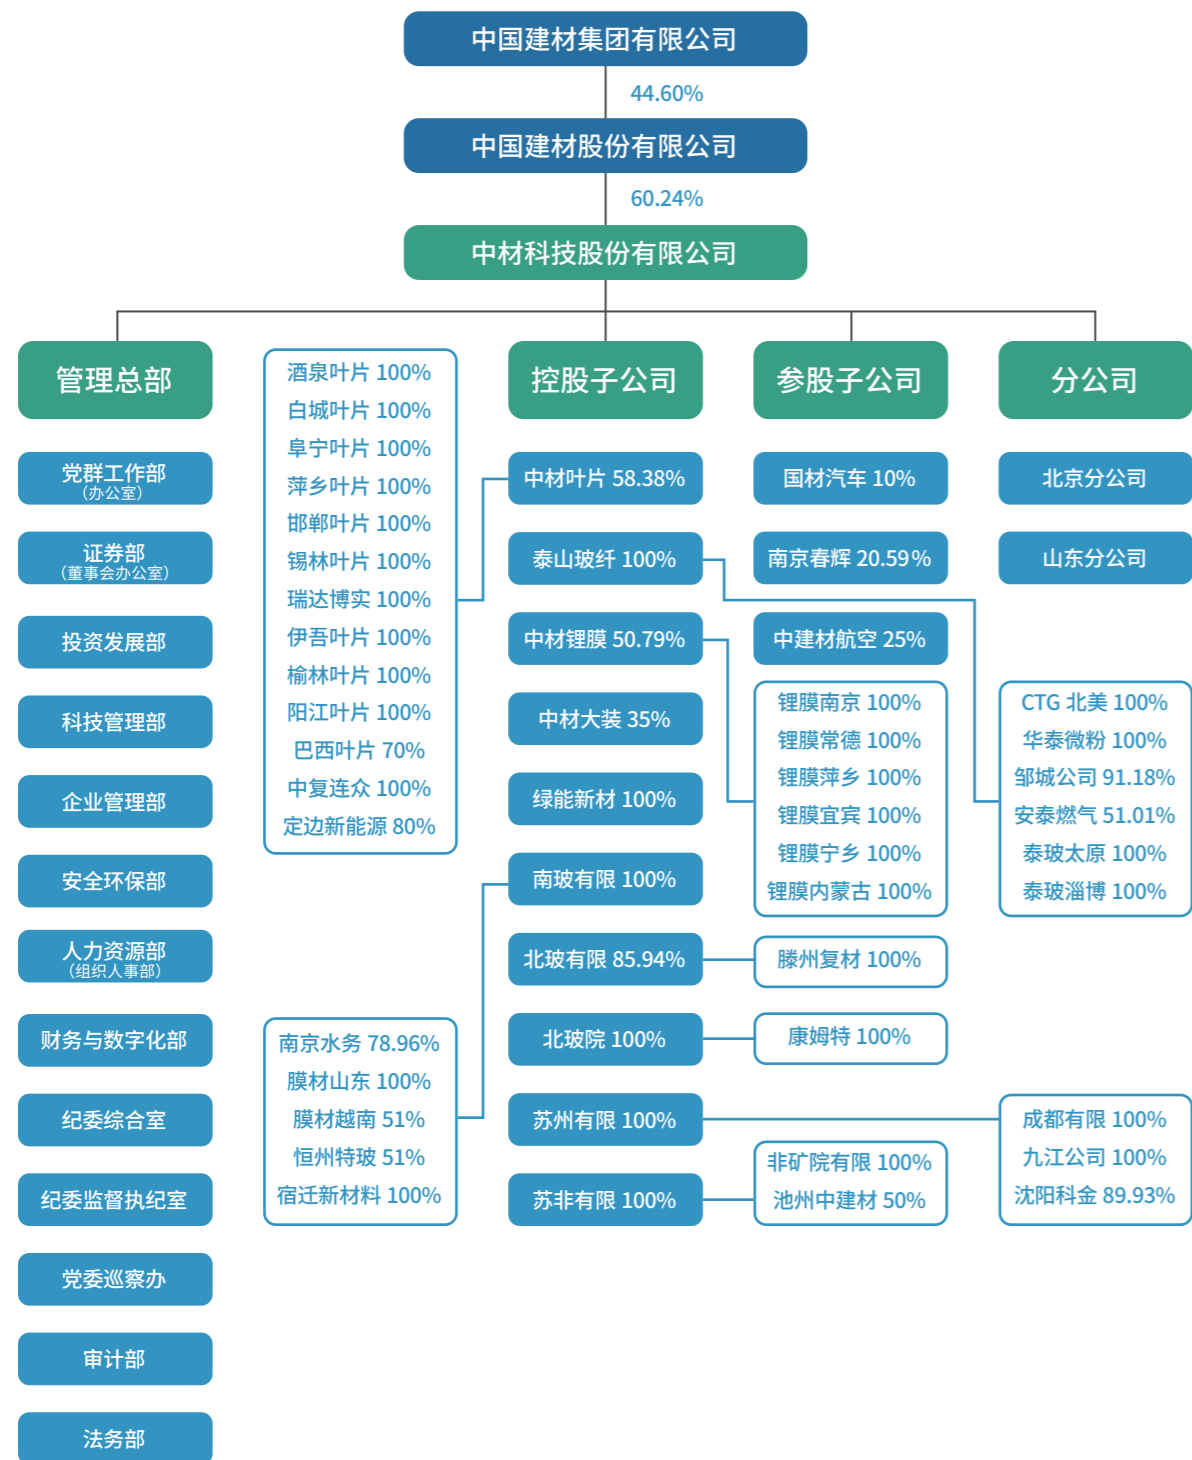 中国建材集团有限公司
44.60%
中国建材股份有限公司
60.24%
中材科技股份有限公司
管理总部
党群工作部
（办公室）
证券部
（董事会办公室）
投资发展部
科技管理部
企业管理部
安全环保部
人力资源部
（组织人事部）
财务与数字化部
纪委综合室
纪委监督执纪室
党委巡察办
审计部
法务部
酒泉叶片 100%
白城叶片 100%
阜宁叶片 100%
萍乡叶片 100%
邯郸叶片 100%
锡林叶片 100%
瑞达博实 100%
伊吾叶片 100%
榆林叶片 100%
阳江叶片 100%
巴西叶片 70%
中复连众 100%
定边新能源 80%
南京水务 78.96%
膜材山东 100%
膜材越南 51%
恒州特玻 51%
宿迁新材料 100%
控股子公司
中材叶片 58.38%
泰山玻纤 100%
中材锂膜 50.79%
中材大装 35%
绿能新材 100%
南玻有限 100%
北玻有限 85.94%
北玻院 100%
苏州有限 100%
苏非有限 100%
参股子公司
国材汽车 10%
南京春辉 20.59%
中建材航空 25%
锂膜南京 100%
锂膜常德 100%
锂膜萍乡 100%
锂膜宜宾 100%
锂膜宁乡 100%
锂膜内蒙古 100%
滕州复材 100%
康姆特 100%
非矿院有限 100%
池州中建材 50%
分公司
北京分公司
山东分公司
CTG 北美 100%
华泰微粉 100%
邹城公司 91.18%
安泰燃气 51.01%
泰玻太原 100%
泰玻淄博 100%
成都有限 100%
九江公司 100%
沈阳科金 89.93%